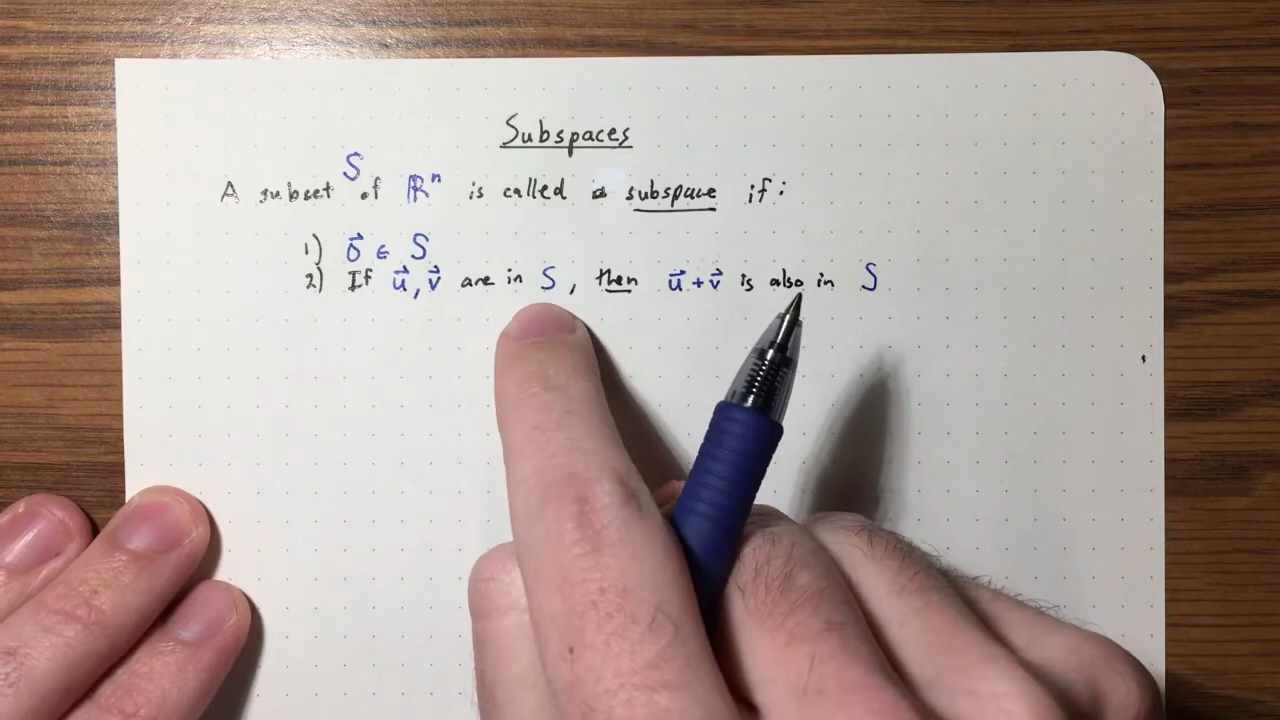 Subspaces
A subset S of ℝⁿ is called a subspace if:
1) 0⃗ ∈ S
2) If u⃗, v⃗ are in S, then u⃗ + v⃗ is also in S